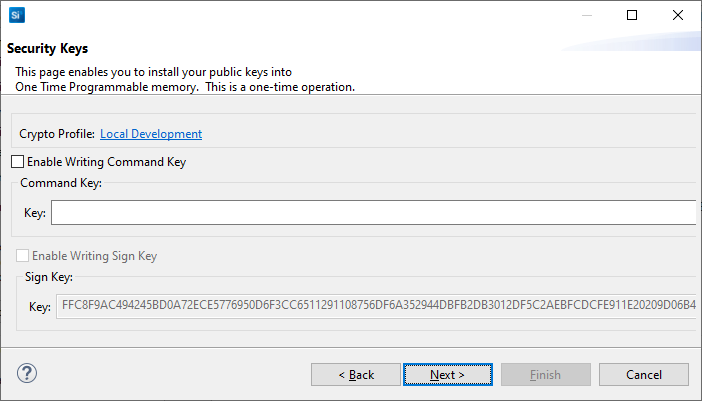 Si
Security Keys
This page enables you to install your public keys into
One Time Programmable memory. This is a one-time operation.
Crypto Profile: Local Development
Enable Writing Command Key
Command Key:
Key:
Enable Writing Sign Key
Sign Key:
Key: FFC8F9AC494245BD0A72ECE5776950D6F3CC6511291108756DF6A352944DBFB2DB3012DF5C2AEBFCDCFE911E20209D06B4
?
< Back
Next >
Finish
Cancel